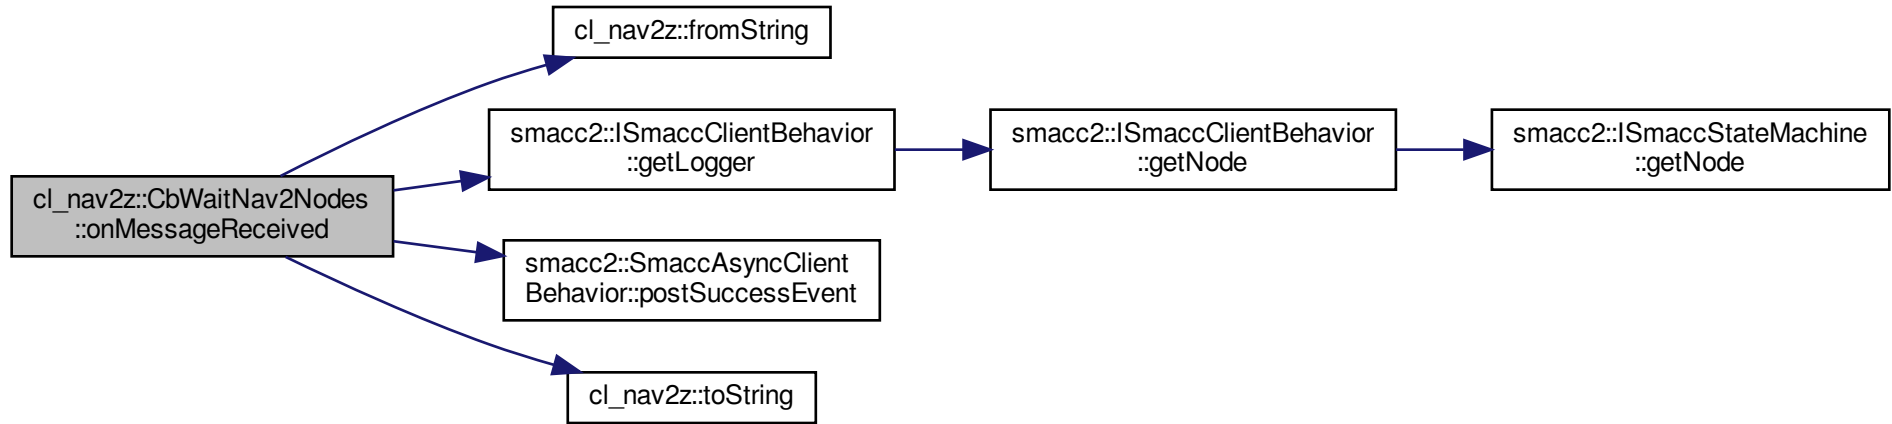 cl_nav2z::fromString
smacc2::ISmaccClientBehavior
::getLogger
smacc2::ISmaccClientBehavior
::getNode
smacc2::ISmaccStateMachine
::getNode
cl_nav2z::CbWaitNav2Nodes
::onMessageReceived
smacc2::SmaccAsyncClient
Behavior::postSuccessEvent
cl_nav2z::toString